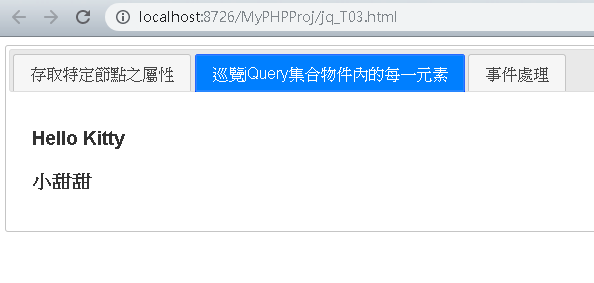 localhost:8726/MyPHPProj/jq_T03.html
存取特定節點之屬性
巡覽jQuery集合物件內的每一元素
事件處理
Hello Kitty
小甜甜